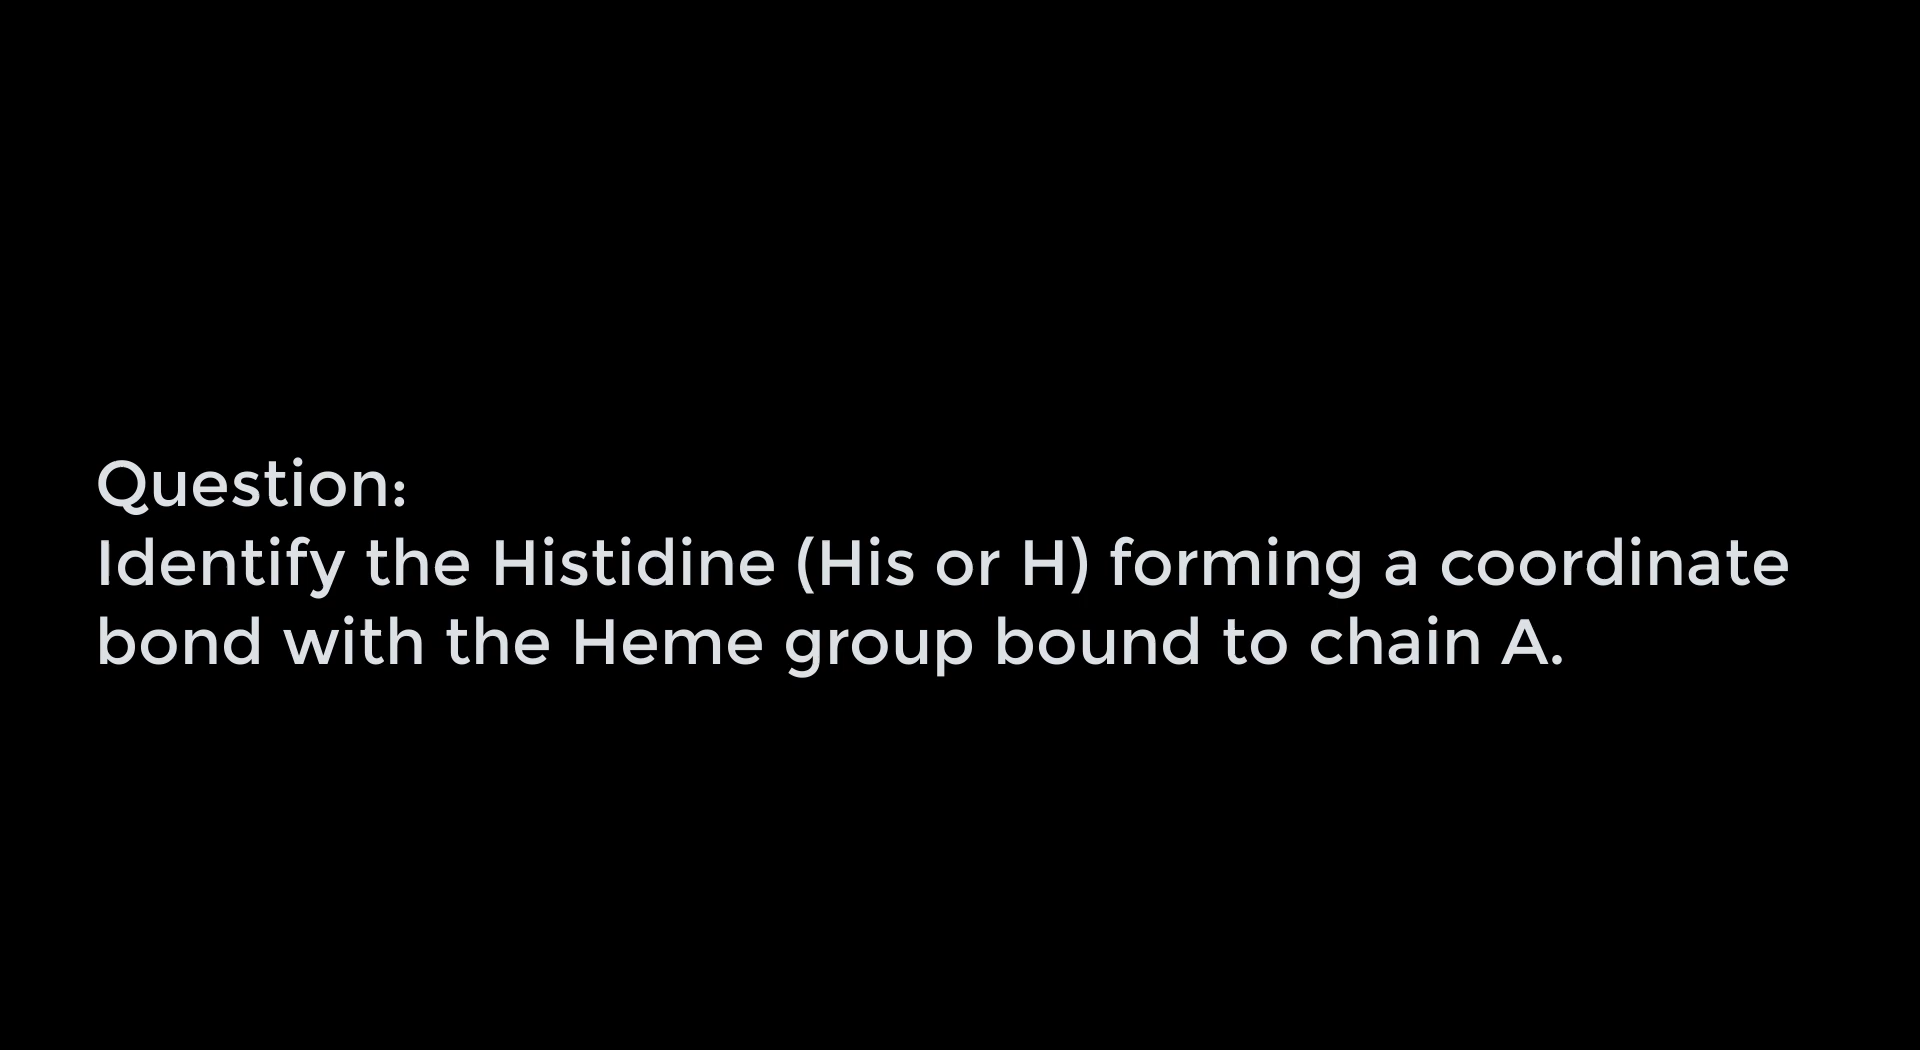 Question:
Identify the Histidine (His or H) forming a coordinate
bond with the Heme group bound to chain A.